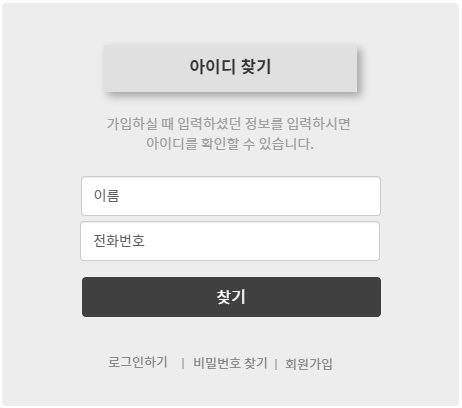 아이디 찾기
가입하실 때 입력하셨던 정보를 입력하시면
아이디를 확인할 수 있습니다.
이름
전화번호
찾기
로그인하기 | 비밀번호 찾기 | 회원가입